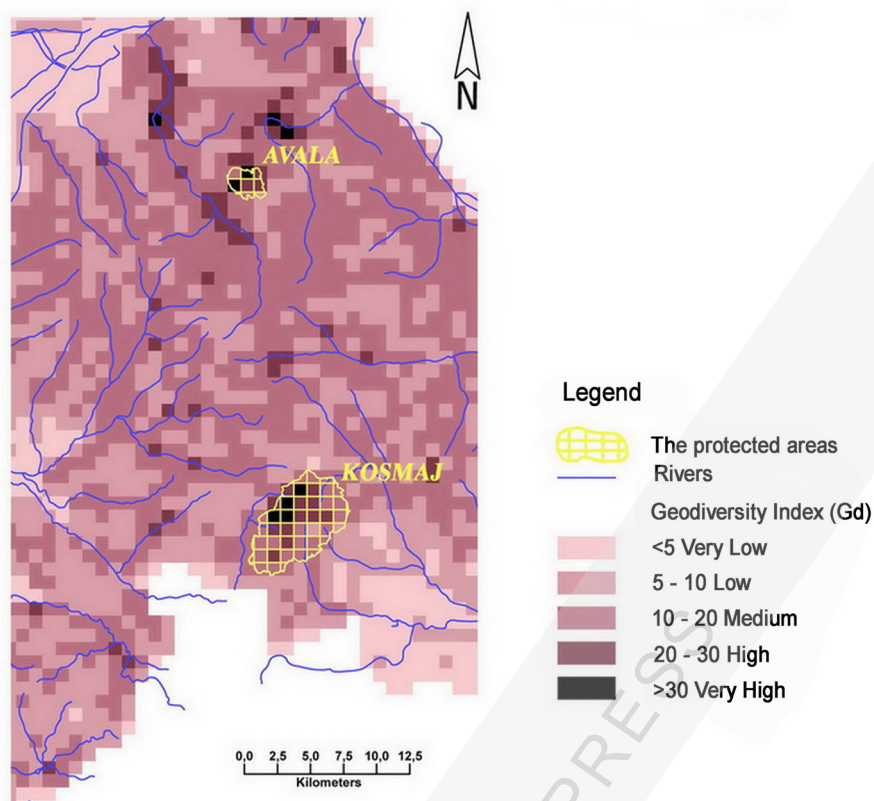 N
AVALA
KOSMAJ
Legend
The protected areas
Rivers
Geodiversity Index (Gd)
<5 Very Low
5 - 10 Low
10 - 20 Medium
20 - 30 High
>30 Very High
0,0 2,5 5,0 7,5 10,0 12,5
Kilometers
PRESS